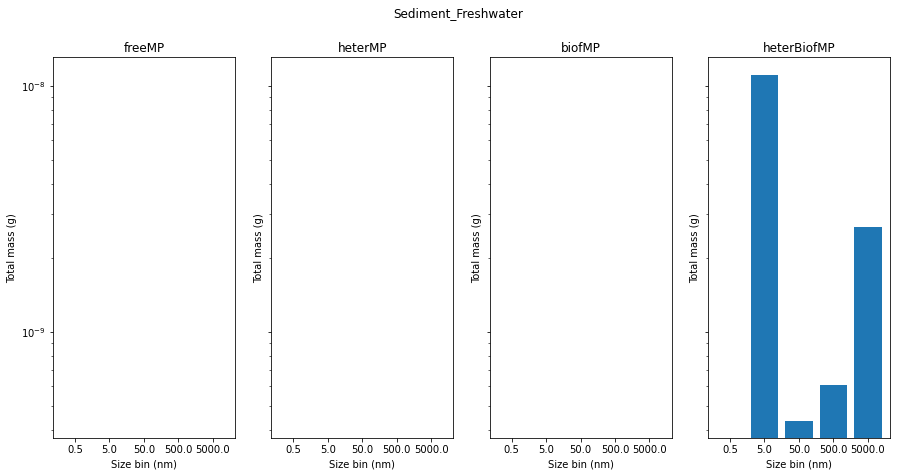 Sediment_Freshwater
freeMP
heterMP
biofMP
heterBiofMP
10⁻⁸
10⁻⁹
Total mass (g)
Total mass (g)
Total mass (g)
Total mass (g)
0.5 5.0 50.0 500.0 5000.0
0.5 5.0 50.0 500.0 5000.0
0.5 5.0 50.0 500.0 5000.0
0.5 5.0 50.0 500.0 5000.0
Size bin (nm)
Size bin (nm)
Size bin (nm)
Size bin (nm)